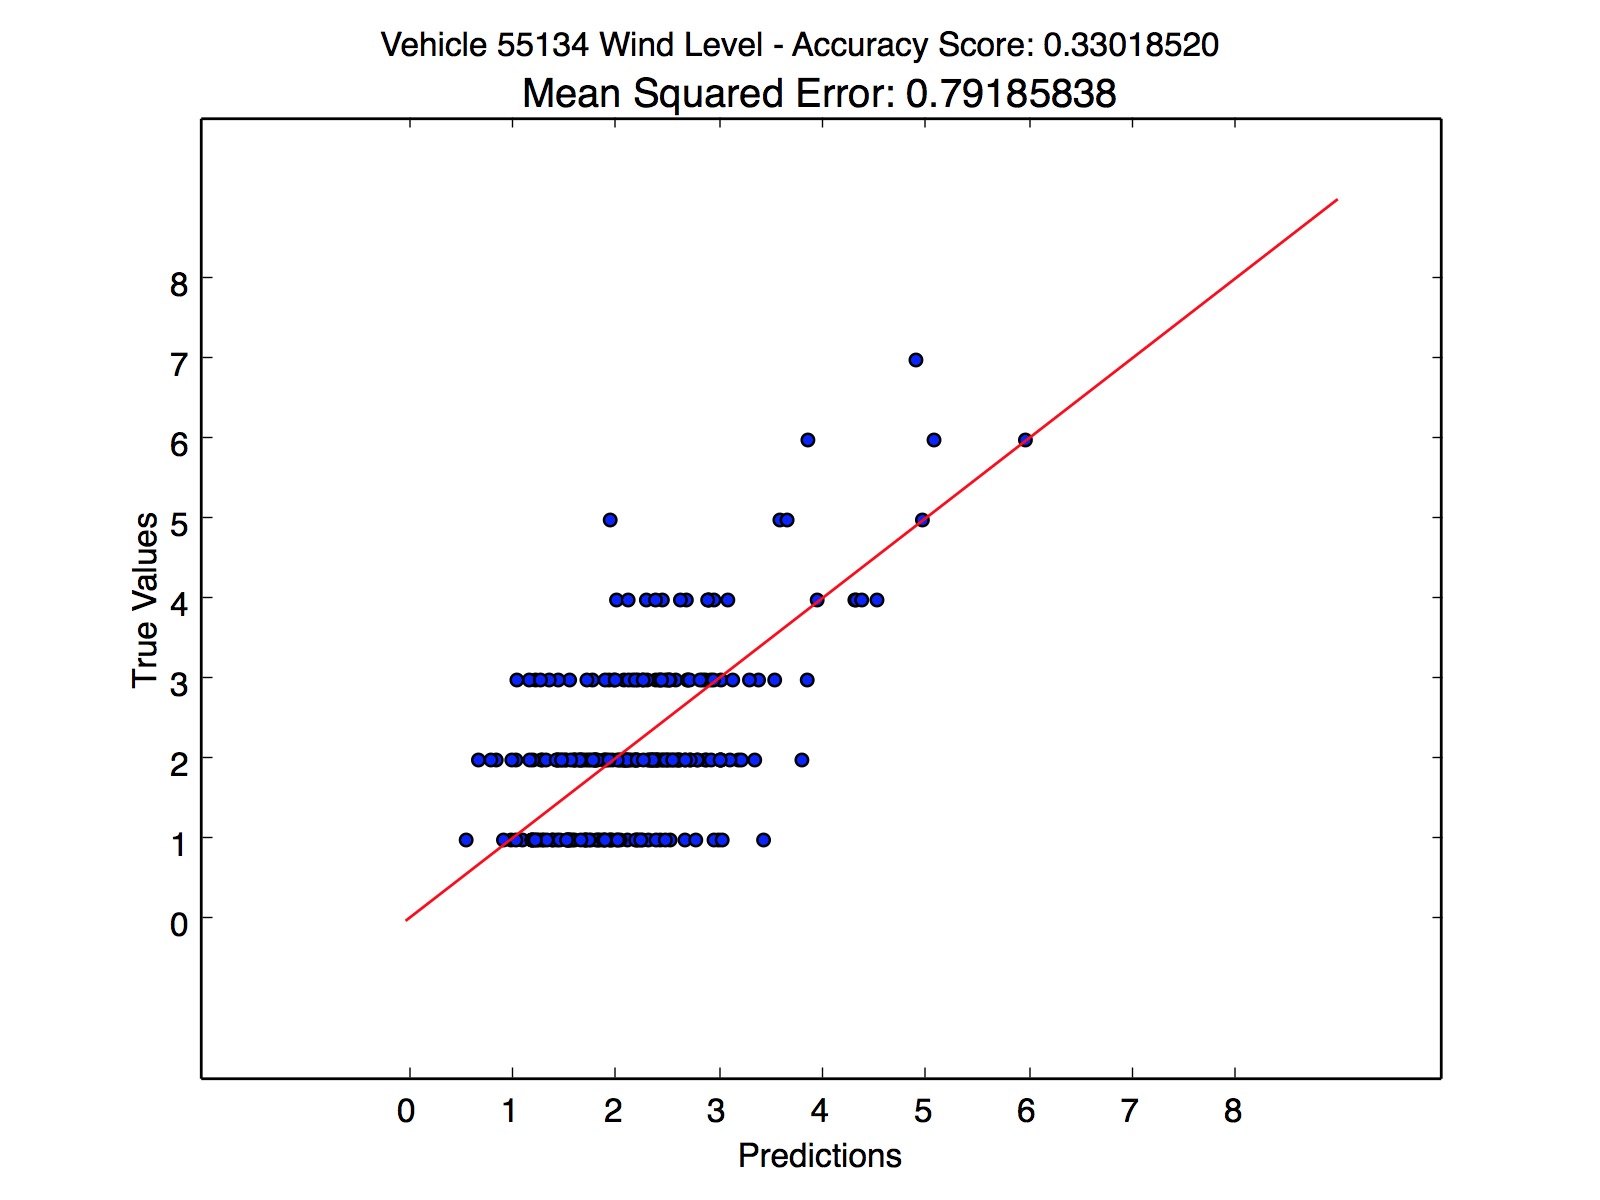 Vehicle 55134 Wind Level - Accuracy Score: 0.33018520
Mean Squared Error: 0.79185838
8
7
6
5
4
3
2
1
0
True Values
0 1 2 3 4 5 6 7 8
Predictions